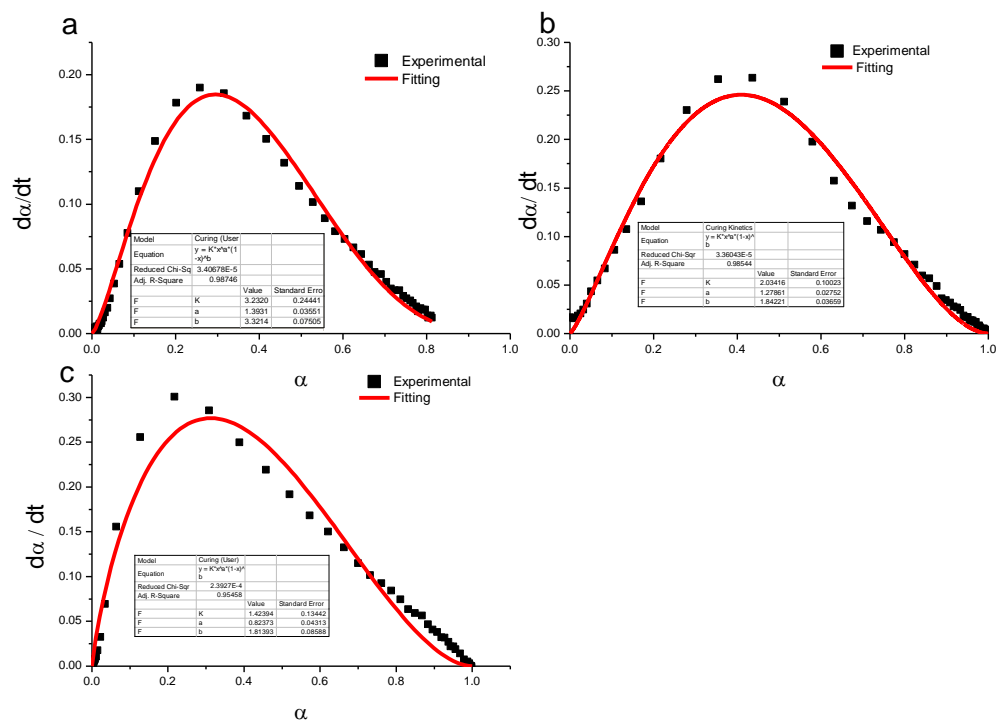 a
Experimental
Fitting
dα/dt
0.20
0.15
0.10
0.05
0.00
0.0 0.2 0.4 0.6 0.8 1.0
α
Model Curing (User
Equation y = K*x^a*(1
-x)^b
Reduced Chi-Sq 3.40678E-5
Adj. R-Square 0.98746
Value Standard Error
F K 3.2320 0.24441
F a 1.3931 0.03551
F b 3.3214 0.07505
b
Experimental
Fitting
dα/ dt
0.30
0.25
0.20
0.15
0.10
0.05
0.00
0.0 0.2 0.4 0.6 0.8 1.0
α
Model Curing Kinetics
Equation y = K*x^a*(1-x)^
b
Reduced Chi-Sqr 3.36043E-5
Adj. R-Square 0.98544
Value Standard Error
F K 2.03416 0.10023
F a 1.27861 0.02752
F b 1.84221 0.03659
c
Experimental
Fitting
dα / dt
0.30
0.25
0.20
0.15
0.10
0.05
0.00
0.0 0.2 0.4 0.6 0.8 1.0
α
Model Curing (User)
Equation y = K*x^a*(1-x)^
b
Reduced Chi-Sqr 2.3927E-4
Adj. R-Square 0.95458
Value Standard Error
F K 1.42394 0.13442
F a 0.82373 0.04313
F b 1.81393 0.08588